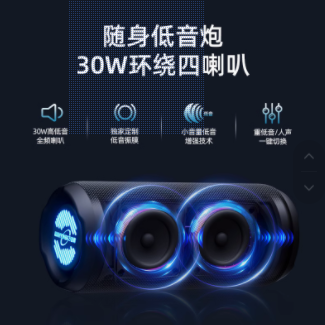 随身低音炮
30W环绕四喇叭
30W高低音
全频喇叭
独家定制
低音振膜
小音量低音
增强技术
重低音/人声
一键切换